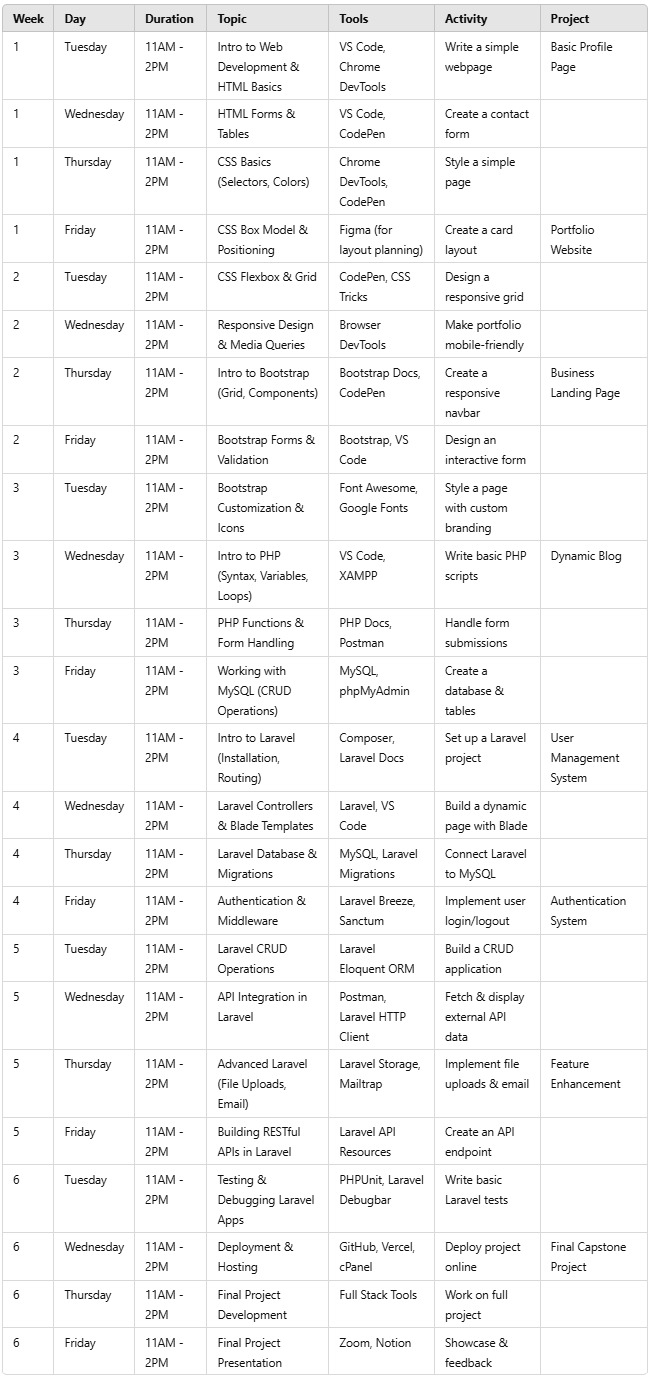 Week Day Duration Topic Tools Activity Project
1 Tuesday 11AM - 2PM Intro to Web Development & HTML Basics VS Code, Chrome DevTools Write a simple webpage Basic Profile Page
1 Wednesday 11AM - 2PM HTML Forms & Tables VS Code, CodePen Create a contact form
1 Thursday 11AM - 2PM CSS Basics (Selectors, Colors) Chrome DevTools, CodePen Style a simple page
1 Friday 11AM - 2PM CSS Box Model & Positioning Figma (for layout planning) Create a card layout Portfolio Website
2 Tuesday 11AM - 2PM CSS Flexbox & Grid CodePen, CSS Tricks Design a responsive grid
2 Wednesday 11AM - 2PM Responsive Design & Media Queries Browser DevTools Make portfolio mobile-friendly
2 Thursday 11AM - 2PM Intro to Bootstrap (Grid, Components) Bootstrap Docs, CodePen Create a responsive navbar Business Landing Page
2 Friday 11AM - 2PM Bootstrap Forms & Validation Bootstrap, VS Code Design an interactive form
3 Tuesday 11AM - 2PM Bootstrap Customization & Icons Font Awesome, Google Fonts Style a page with custom branding
3 Wednesday 11AM - 2PM Intro to PHP (Syntax, Variables, Loops) VS Code, XAMPP Write basic PHP scripts Dynamic Blog
3 Thursday 11AM - 2PM PHP Functions & Form Handling PHP Docs, Postman Handle form submissions
3 Friday 11AM - 2PM Working with MySQL (CRUD Operations) MySQL, phpMyAdmin Create a database & tables
4 Tuesday 11AM - 2PM Intro to Laravel (Installation, Routing) Composer, Laravel Docs Set up a Laravel project User Management System
4 Wednesday 11AM - 2PM Laravel Controllers & Blade Templates Laravel, VS Code Build a dynamic page with Blade
4 Thursday 11AM - 2PM Laravel Database & Migrations MySQL, Laravel Migrations Connect Laravel to MySQL
4 Friday 11AM - 2PM Authentication & Middleware Laravel Breeze, Sanctum Implement user login/logout Authentication System
5 Tuesday 11AM - 2PM Laravel CRUD Operations Laravel Eloquent ORM Build a CRUD application
5 Wednesday 11AM - 2PM API Integration in Laravel Postman, Laravel HTTP Client Fetch & display external API data
5 Thursday 11AM - 2PM Advanced Laravel (File Uploads, Email) Laravel Storage, Mailtrap Implement file uploads & email Feature Enhancement
5 Friday 11AM - 2PM Building RESTful APIs in Laravel Laravel API Resources Create an API endpoint
6 Tuesday 11AM - 2PM Testing & Debugging Laravel Apps PHPUnit, Laravel Debugbar Write basic Laravel tests
6 Wednesday 11AM - 2PM Deployment & Hosting GitHub, Vercel, cPanel Deploy project online Final Capstone Project
6 Thursday 11AM - 2PM Final Project Development Full Stack Tools Work on full project
6 Friday 11AM - 2PM Final Project Presentation Zoom, Notion Showcase & feedback